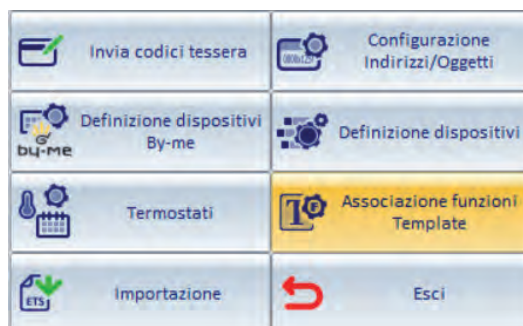 Invia codici tessera
Configurazione
Indirizzi/Oggetti
Definizione dispositivi
By-me
by-me
Definizione dispositivi
Termostati
Associazione funzioni
Template
Importazione
ETS
Esci